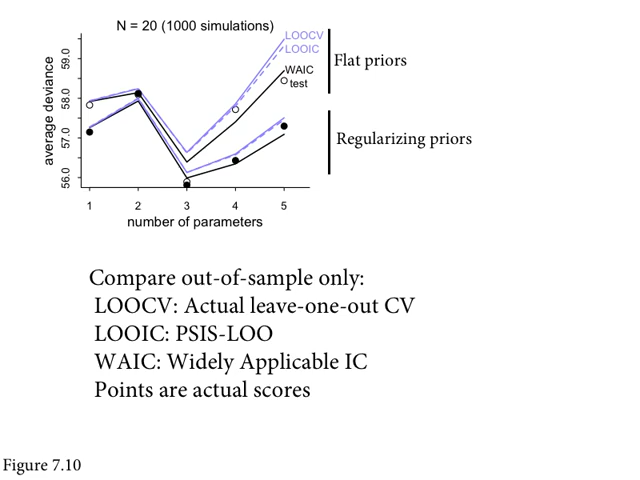 N = 20 (1000 simulations)
LOOCV
LOOIC
WAIC
test
Flat priors
Regularizing priors
average deviance
59.0
58.0
57.0
56.0
1 2 3 4 5
number of parameters
Compare out-of-sample only:
LOOCV: Actual leave-one-out CV
LOOIC: PSIS-LOO
WAIC: Widely Applicable IC
Points are actual scores
Figure 7.10